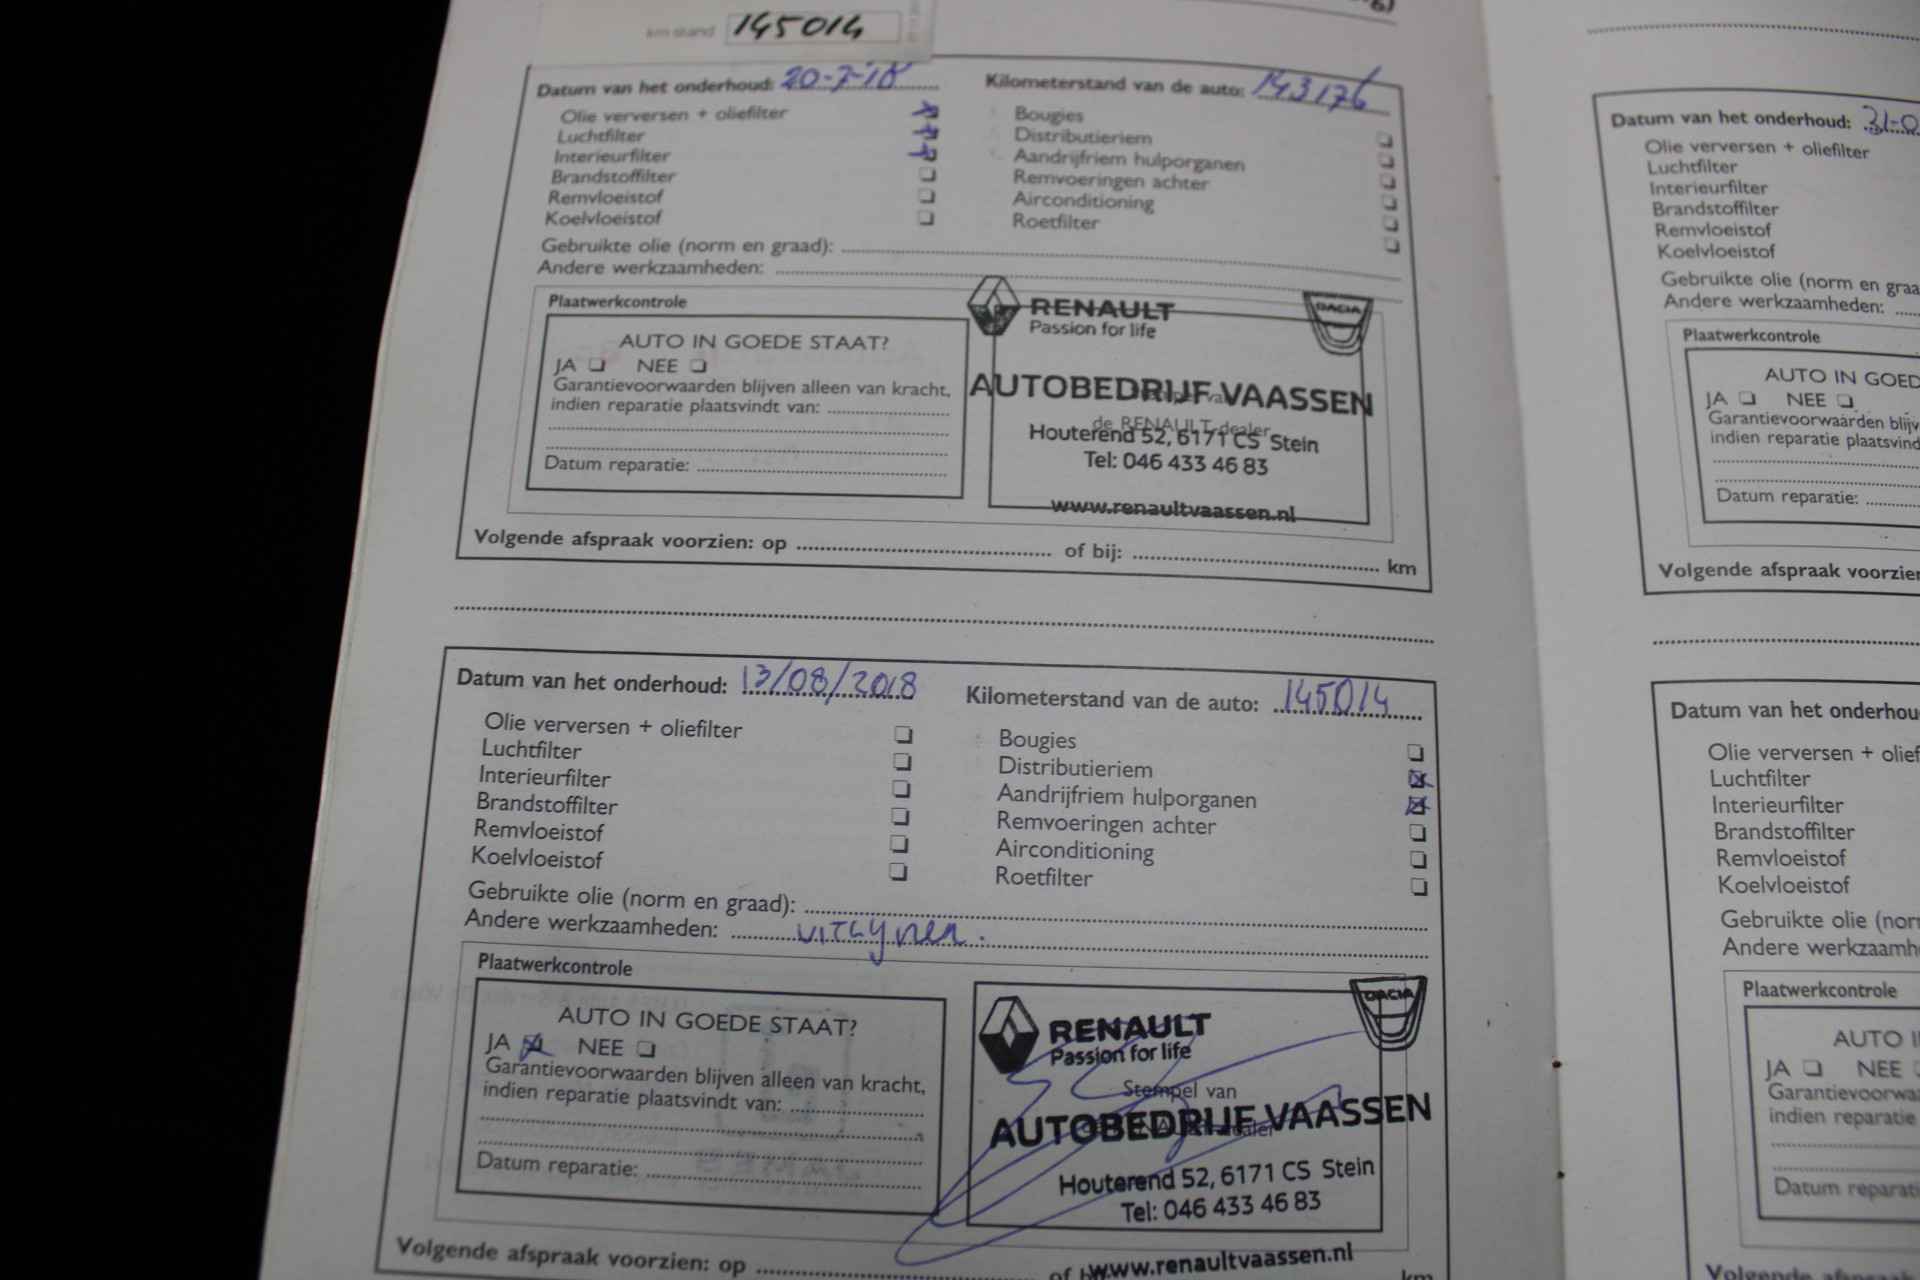 km stand 145014
Datum van het onderhoud: 20-7-18 Kilometerstand van de auto: 143176
Olie verversen + oliefilter Bougies
Luchtfilter Distributieriem
Interieurfilter Aandrijfriem hulporganen
Brandstoffilter Remvoeringen achter
Remvloeistof Airconditioning
Koelvloeistof Roetfilter
Gebruikte olie (norm en graad):
Andere werkzaamheden:
Plaatwerkcontrole
AUTO IN GOEDE STAAT?
JA NEE
Garantievoorwaarden blijven alleen van kracht,
indien reparatie plaatsvindt van:
Datum reparatie:
RENAULT
Passion for life
DACIA
AUTOBEDRIJF VAASSEN
de RENAULT-dealer
Houterend 52, 6171 CS Stein
Tel: 046 433 46 83
www.renaultvaassen.nl
Volgende afspraak voorzien: op of bij: km
Datum van het onderhoud: 13/08/2018 Kilometerstand van de auto: 145014
Olie verversen + oliefilter Bougies
Luchtfilter Distributieriem
Interieurfilter Aandrijfriem hulporganen
Brandstoffilter Remvoeringen achter
Remvloeistof Airconditioning
Koelvloeistof Roetfilter
Gebruikte olie (norm en graad):
Andere werkzaamheden: uitlijnen.
Plaatwerkcontrole
AUTO IN GOEDE STAAT?
JA NEE
Garantievoorwaarden blijven alleen van kracht,
indien reparatie plaatsvindt van:
Datum reparatie:
RENAULT
Passion for life
DACIA
Stempel van
AUTOBEDRIJF VAASSEN
Houterend 52, 6171 CS Stein
Tel: 046 433 46 83
www.renaultvaassen.nl
Volgende afspraak voorzien: op of km
Datum van het onderhoud: 31-0
Olie verversen + oliefilter
Luchtfilter
Interieurfilter
Brandstoffilter
Remvloeistof
Koelvloeistof
Gebruikte olie (norm en graa
Andere werkzaamheden:
Plaatwerkcontrole
AUTO IN GOED
JA NEE
Garantievoorwaarden blijv
indien reparatie plaatsvind
Datum reparatie:
Volgende afspraak voorzien
Datum van het onderhou
Olie verversen + olief
Luchtfilter
Interieurfilter
Brandstoffilter
Remvloeistof
Koelvloeistof
Gebruikte olie (nor
Andere werkzaamh
Plaatwerkcontrole
AUTO I
JA NEE
Garantievoorwa
indien reparatie
Datum reparati
Volgende afspraak